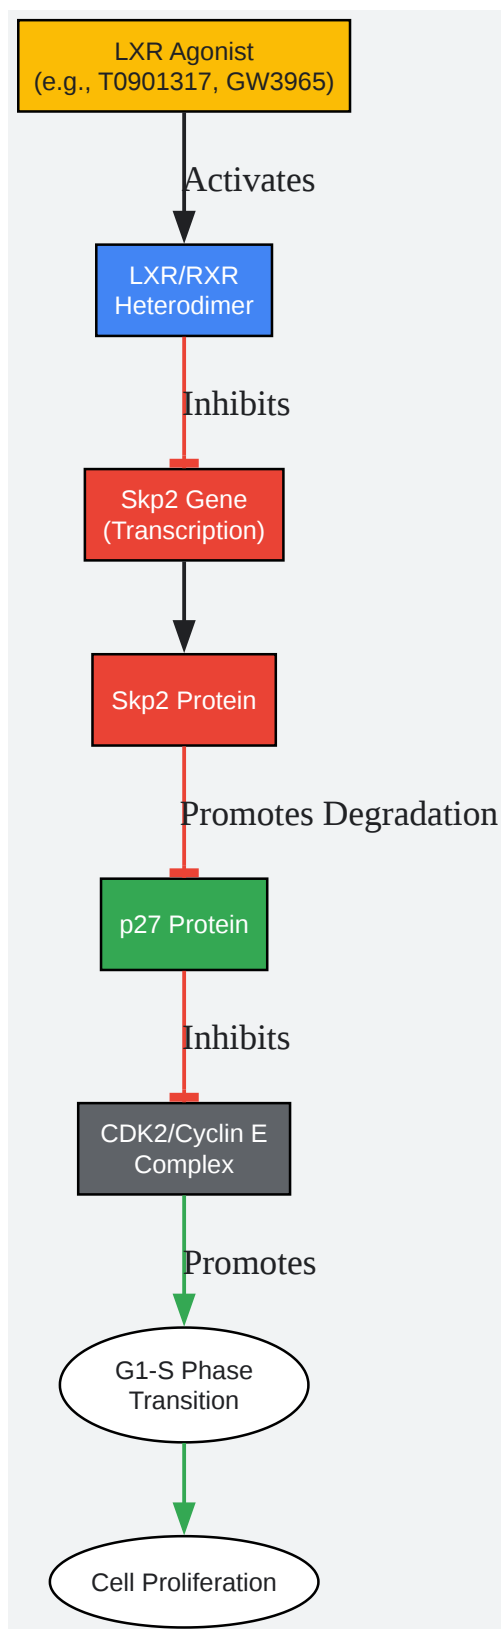 LXR Agonist
(e.g., T0901317, GW3965)
Activates
LXR/RXR
Heterodimer
Inhibits
Skp2 Gene
(Transcription)
Skp2 Protein
Promotes Degradation
p27 Protein
Inhibits
CDK2/Cyclin E
Complex
Promotes
G1-S Phase
Transition
Cell Proliferation